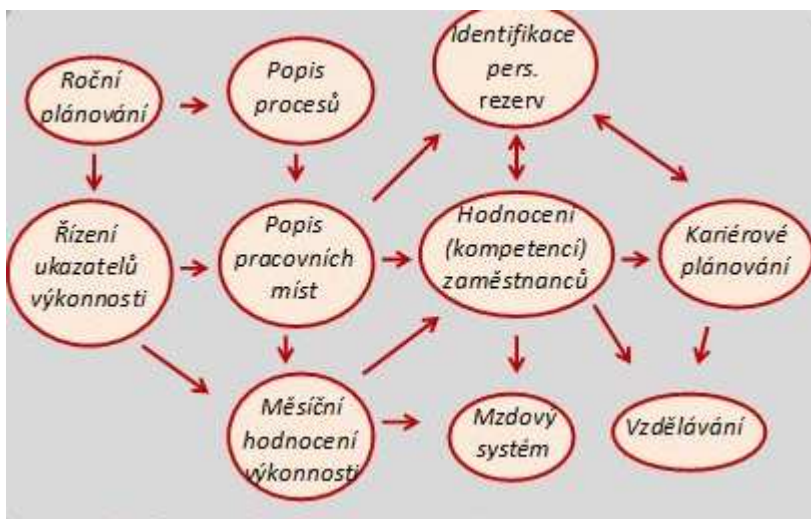 Roční
plánování
Popis
procesů
Identifikace
pers.
rezerv
Řízení
ukazatelů
výkonnosti
Popis
pracovních
míst
Hodnocení
(kompetencí)
zaměstnanců
Kariérové
plánování
Měsíční
hodnocení
výkonnosti
Mzdový
systém
Vzdělávání